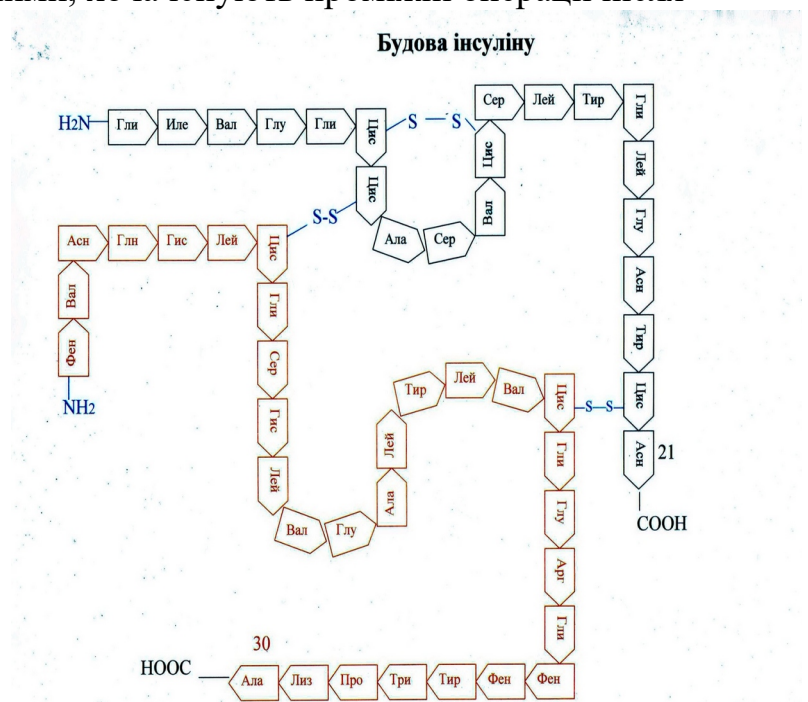 проміжні операції після
Будова інсуліну
H2N Гли Иле Вал Глу Гли Цис
S S
Цис
Ала Сер
Вал
Цис
Сер Лей Тир
Гли
Лей
Глу
Асн
Тир
Цис
Асн
21
COOH
S-S
NH2
Фен
Вал
Асн Глн Гис Лей Цис
Гли
Сер
Гис
Лей
Вал Глу
Ала
Лей
Тир Лей Вал
Цис
S-S
Гли
Глу
Арг
Гли
30
HOOC Ала Лиз Про Три Тир Фен Фен